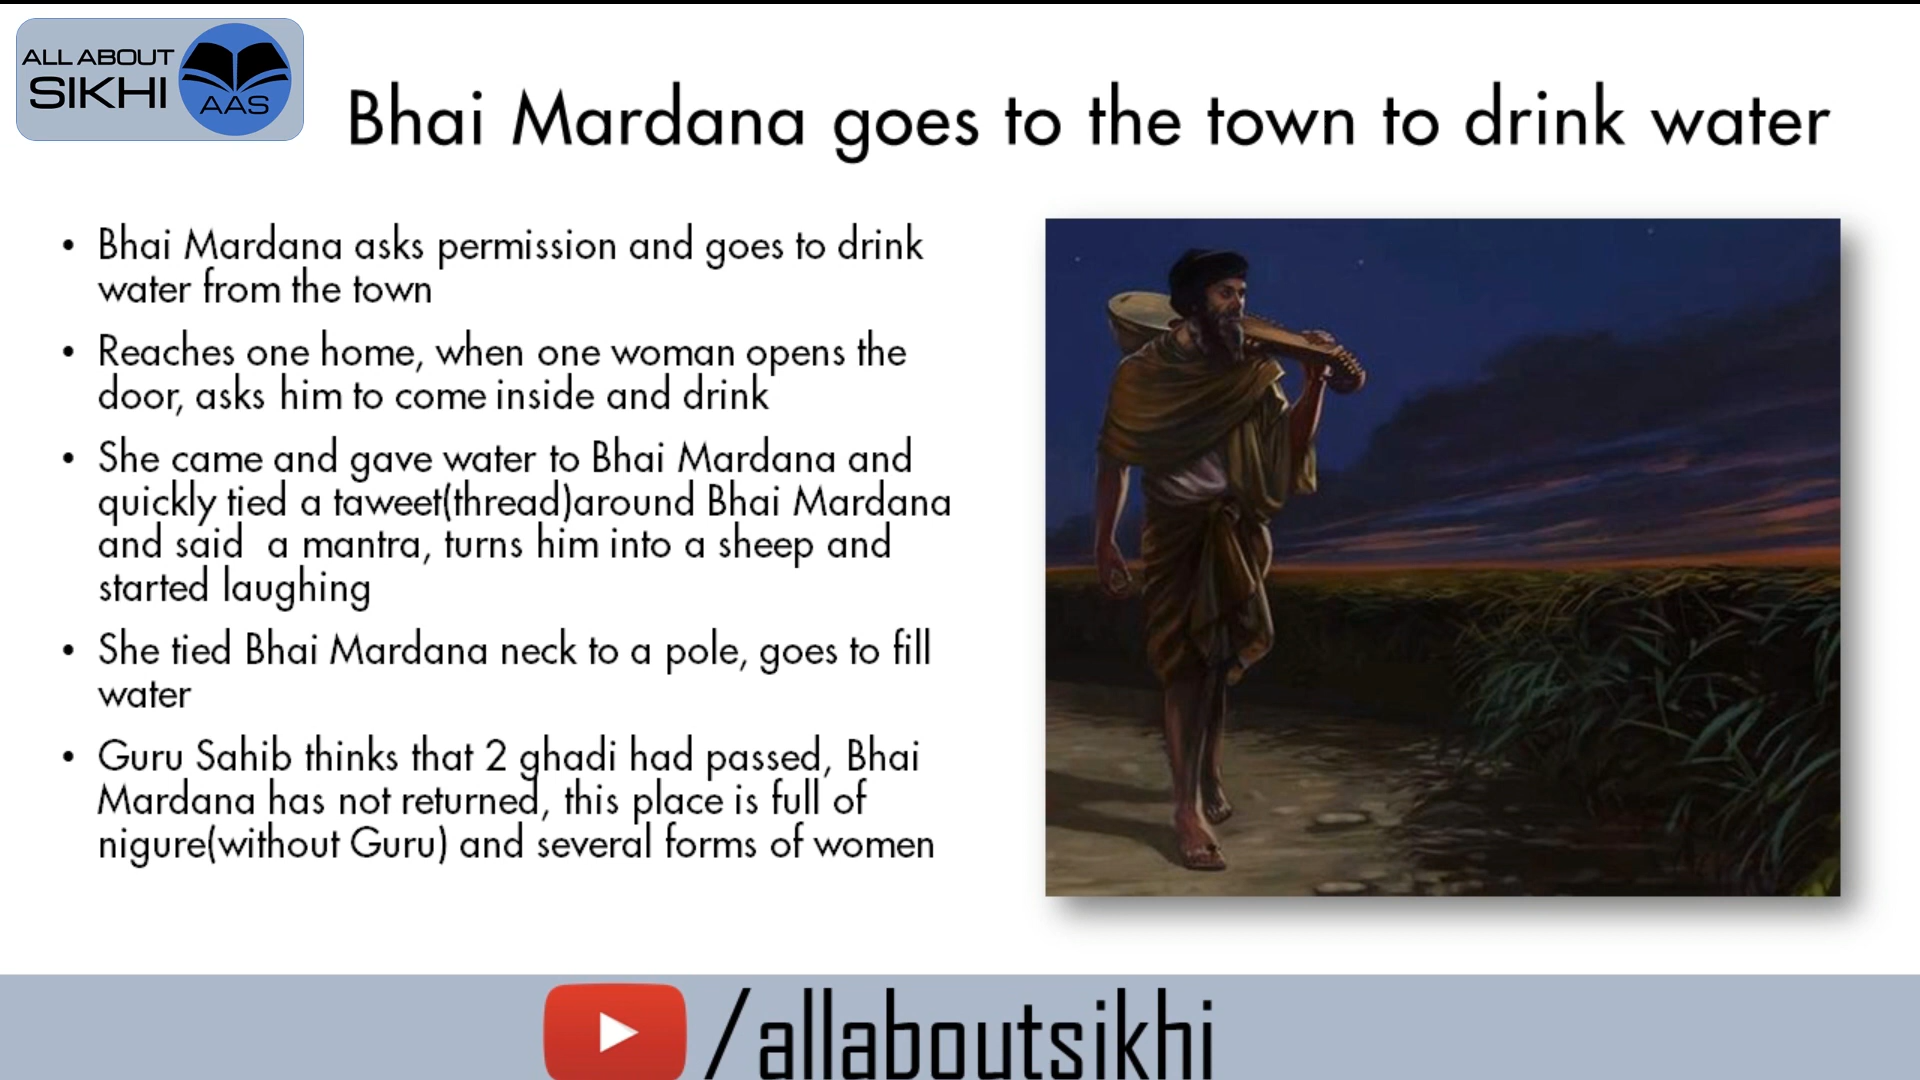 ALL ABOUT
SIKHI
AAS
Bhai Mardana goes to the town to drink water
• Bhai Mardana asks permission and goes to drink
water from the town
• Reaches one home, when one woman opens the
door, asks him to come inside and drink
• She came and gave water to Bhai Mardana and
quickly tied a taweet(thread)around Bhai Mardana
and said  a mantra, turns him into a sheep and
started laughing
• She tied Bhai Mardana neck to a pole, goes to fill
water
• Guru Sahib thinks that 2 ghadi had passed, Bhai
Mardana has not returned, this place is full of
nigure(without Guru) and several forms of women
/allaboutsikhi